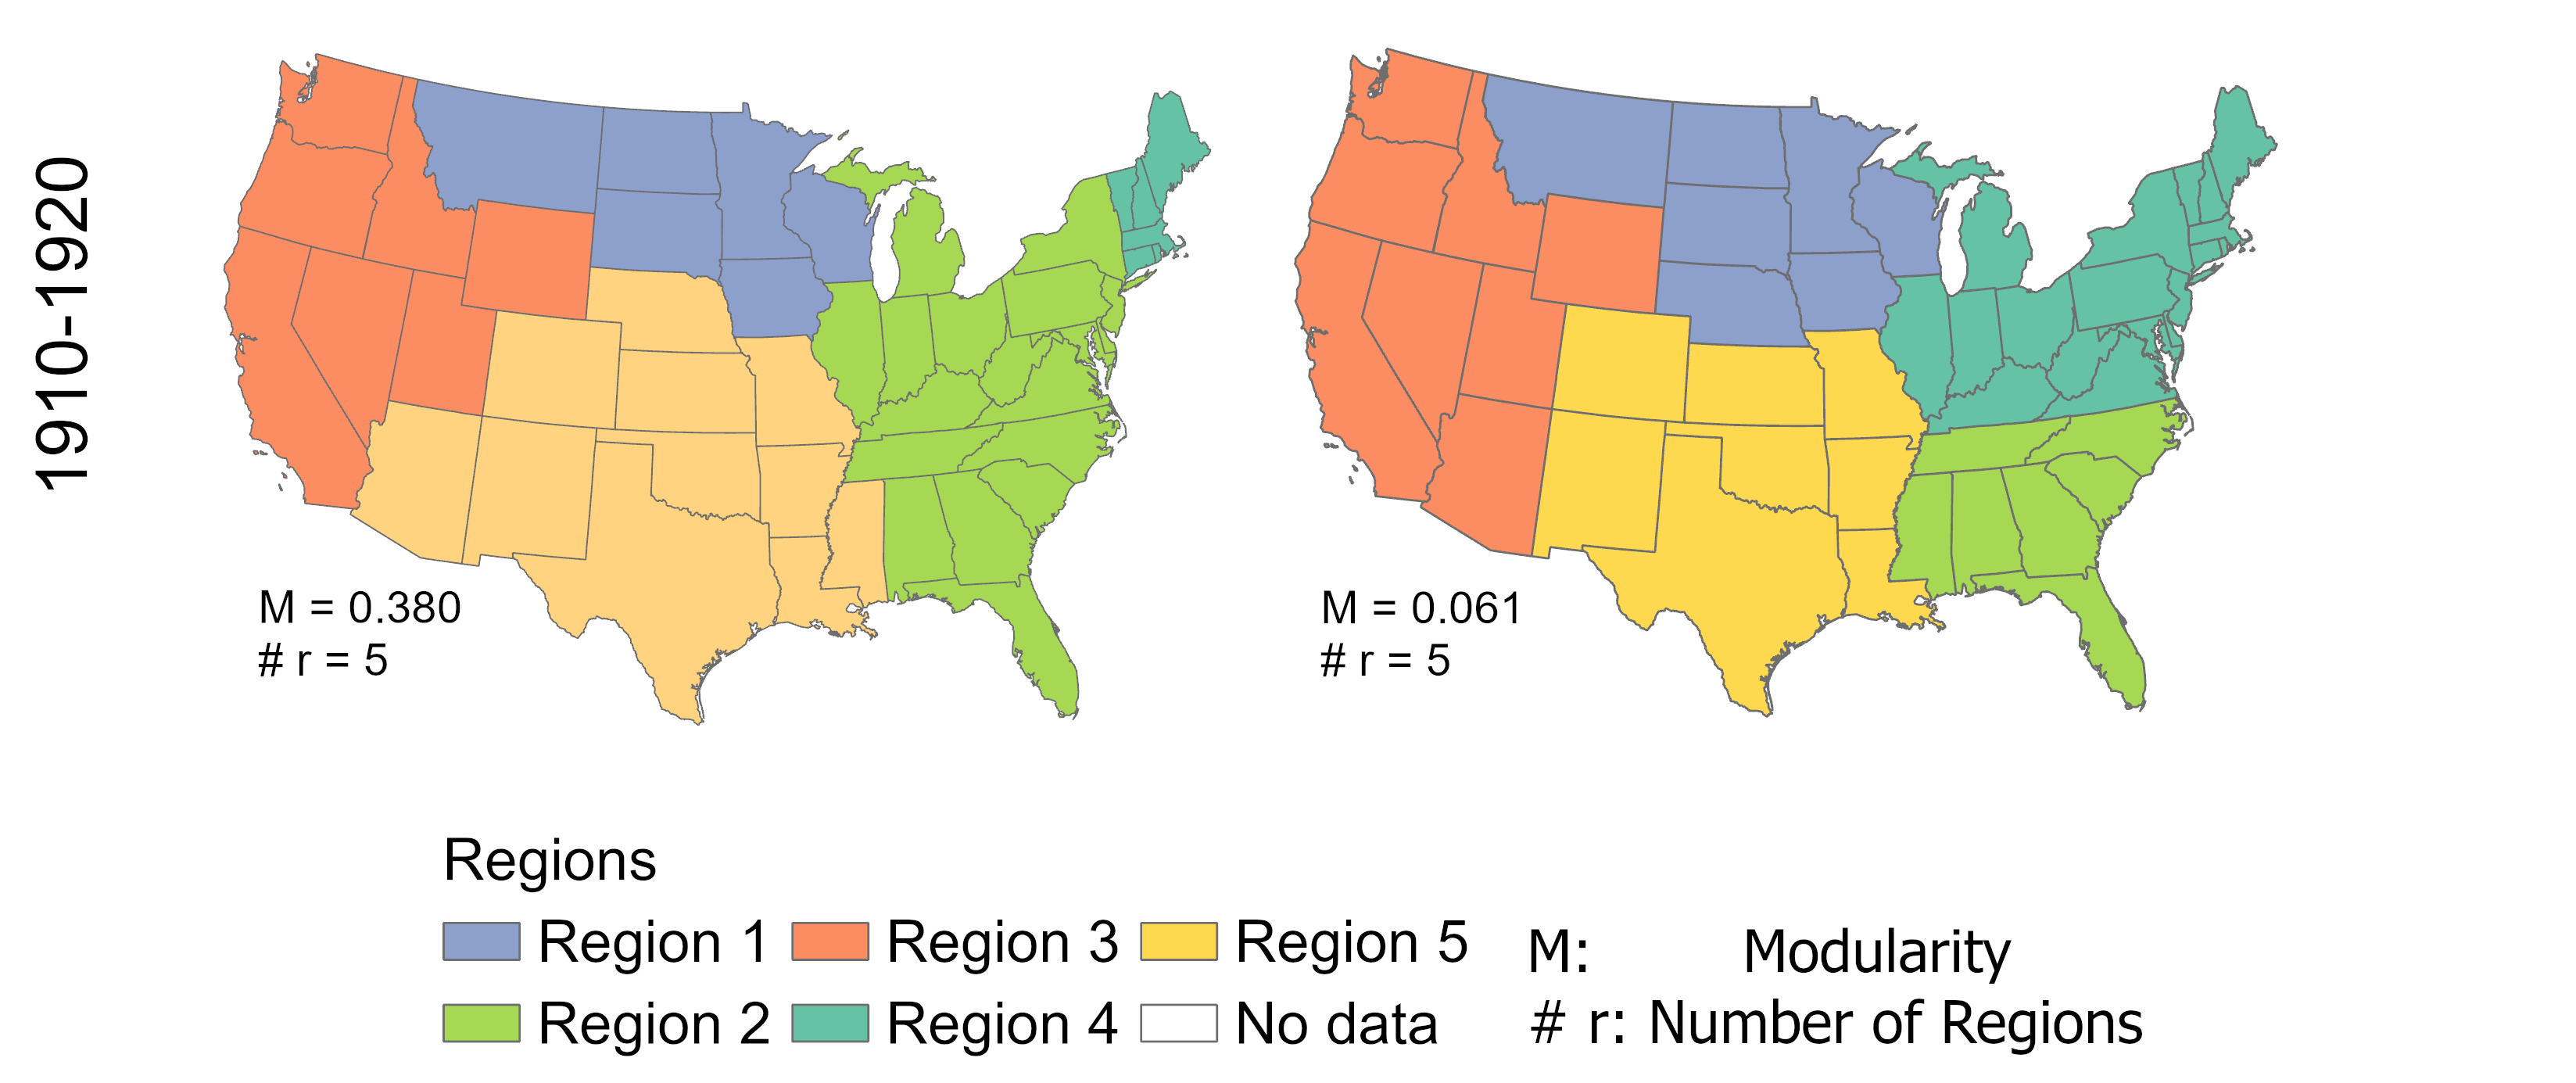 1910-1920
M = 0.380
# r = 5
M = 0.061
# r = 5
Regions
Region 1
Region 3
Region 5
Region 2
Region 4
No data
M: Modularity
# r: Number of Regions